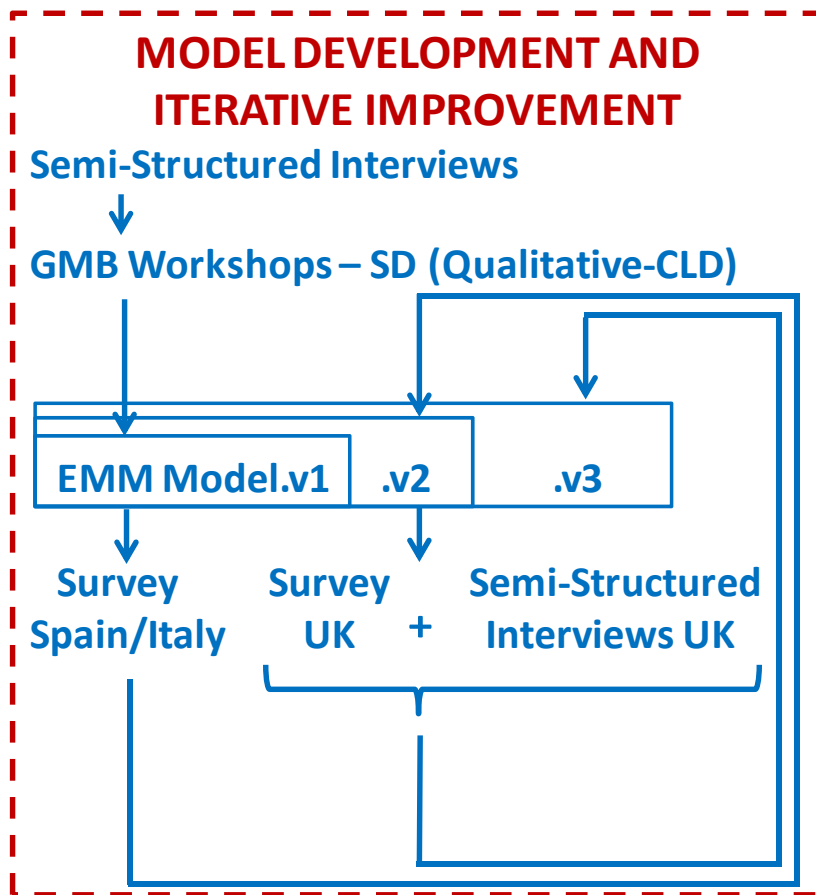 MODEL DEVELOPMENT AND
ITERATIVE IMPROVEMENT
Semi-Structured Interviews
GMB Workshops – SD (Qualitative-CLD)
EMM Model.v1 .v2 .v3
Survey
Spain/Italy
Survey
UK
+
Semi-Structured
Interviews UK